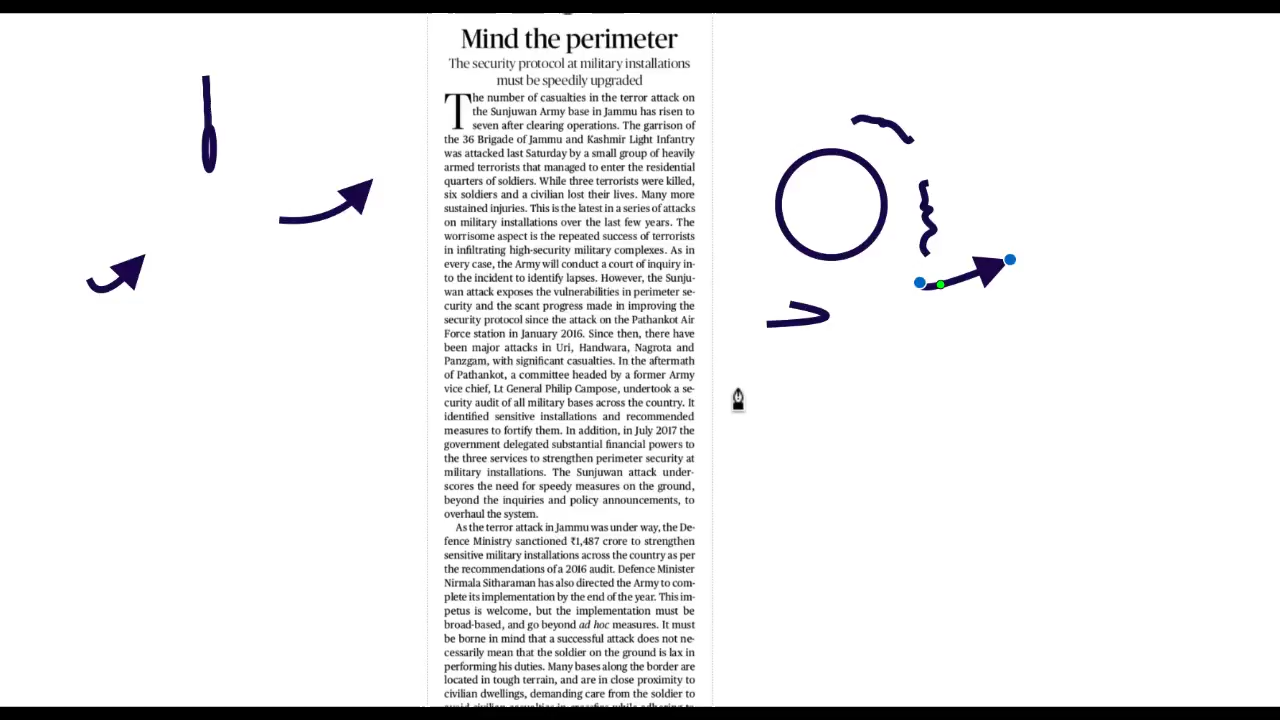 Mind the perimeter
The security protocol at military installations
must be speedily upgraded
The number of casualties in the terror attack on
the Sunjuwan Army base in Jammu has risen to
seven after clearing operations. The garrison of
the 36 Brigade of Jammu and Kashmir Light Infantry
was attacked last Saturday by a small group of heavily
armed terrorists that managed to enter the residential
quarters of soldiers. While three terrorists were killed,
six soldiers and a civilian lost their lives. Many more
sustained injuries. This is the latest in a series of attacks
on military installations over the last few years. The
worrisome aspect is the repeated success of terrorists
in infiltrating high-security military complexes. As in
every case, the Army will conduct a court of inquiry in-
to the incident to identify lapses. However, the Sunju-
wan attack exposes the vulnerabilities in perimeter se-
curity and the scant progress made in improving the
security protocol since the attack on the Pathankot Air
Force station in January 2016. Since then, there have
been major attacks in Uri, Handwara, Nagrota and
Panzgam, with significant casualties. In the aftermath
of Pathankot, a committee headed by a former Army
vice chief, Lt General Philip Campose, undertook a se-
curity audit of all military bases across the country. It
identified sensitive installations and recommended
measures to fortify them. In addition, in July 2017 the
government delegated substantial financial powers to
the three services to strengthen perimeter security at
military installations. The Sunjuwan attack under-
scores the need for speedy measures on the ground,
beyond the inquiries and policy announcements, to
overhaul the system.
As the terror attack in Jammu was under way, the De-
fence Ministry sanctioned ₹1,487 crore to strengthen
sensitive military installations across the country as per
the recommendations of a 2016 audit. Defence Minister
Nirmala Sitharaman has also directed the Army to com-
plete its implementation by the end of the year. This im-
petus is welcome, but the implementation must be
broad-based, and go beyond ad hoc measures. It must
be borne in mind that a successful attack does not ne-
cessarily mean that the soldier on the ground is lax in
performing his duties. Many bases along the border are
located in tough terrain, and are in close proximity to
civilian dwellings, demanding care from the soldier to